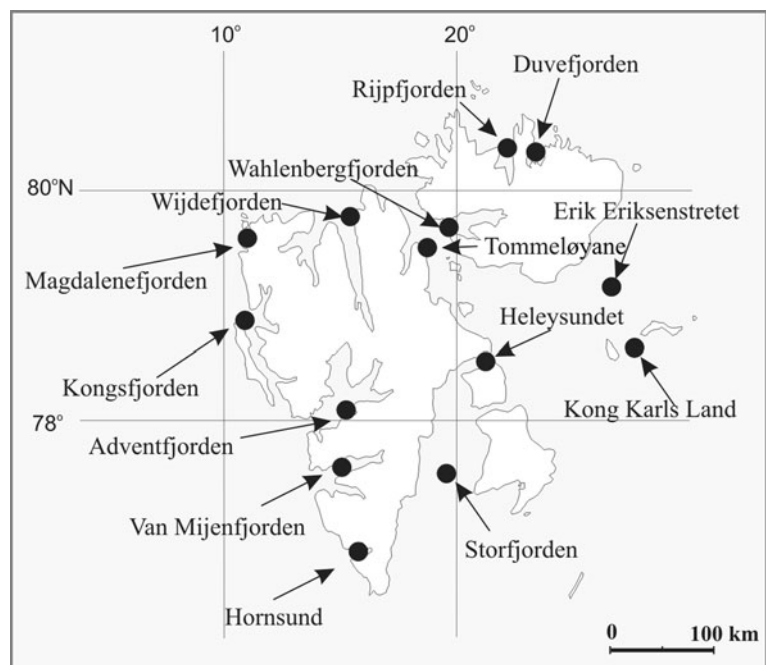 10° 20°
Duvefjorden
Rijpfjorden
Wahlenbergfjorden
80°N
Wijdefjorden
Erik Eriksenstretet
Tommeløyane
Magdalenefjorden
Heleysundet
Kongsfjorden
Kong Karls Land
78°
Adventfjorden
Van Mijenfjorden
Storfjorden
Hornsund
0 100 km